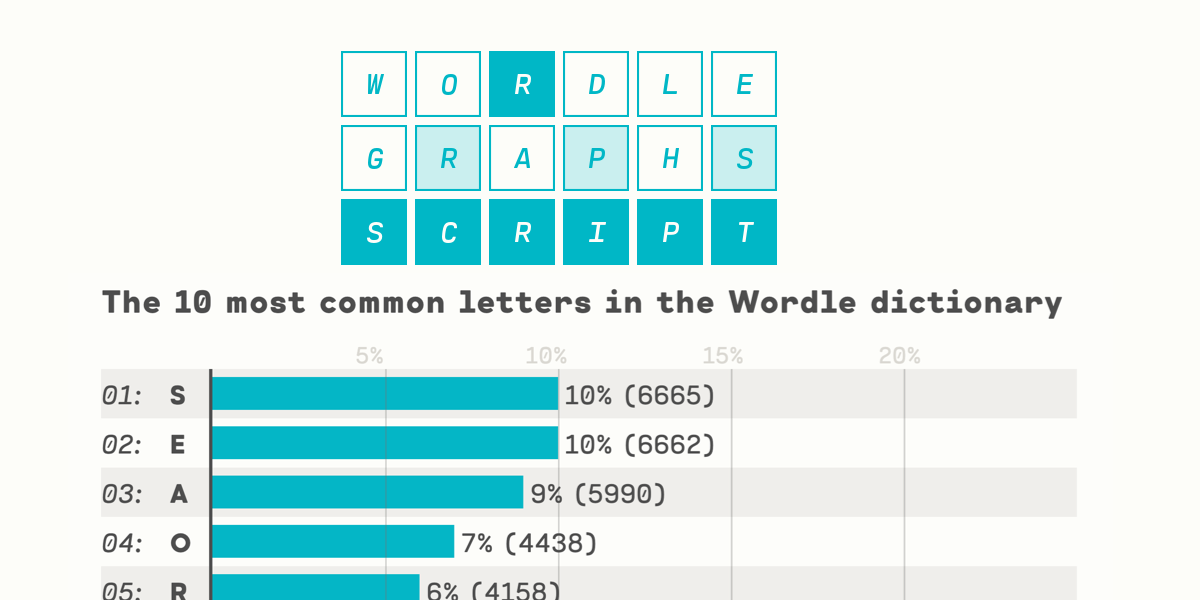 W O R D L E
G R A P H S
S C R I P T
The 10 most common letters in the Wordle dictionary
5% 10% 15% 20%
01: S 10% (6665)
02: E 10% (6662)
03: A 9% (5990)
04: O 7% (4438)
05: R 6% (4158)